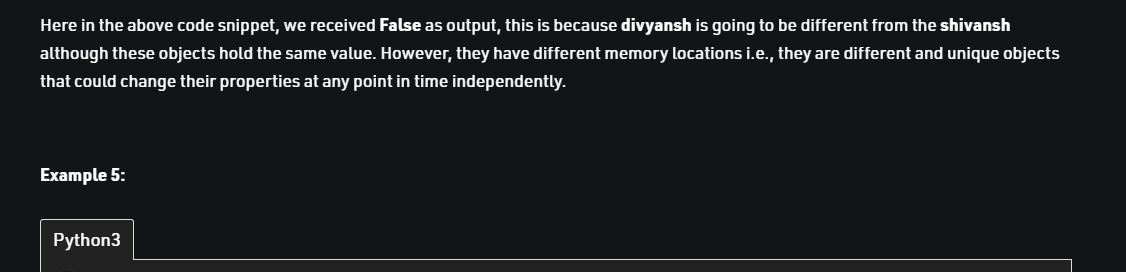 Here in the above code snippet, we received False as output, this is because divyansh is going to be different from the shivansh
although these objects hold the same value. However, they have different memory locations i.e., they are different and unique objects
that could change their properties at any point in time independently.
Example 5:
Python3